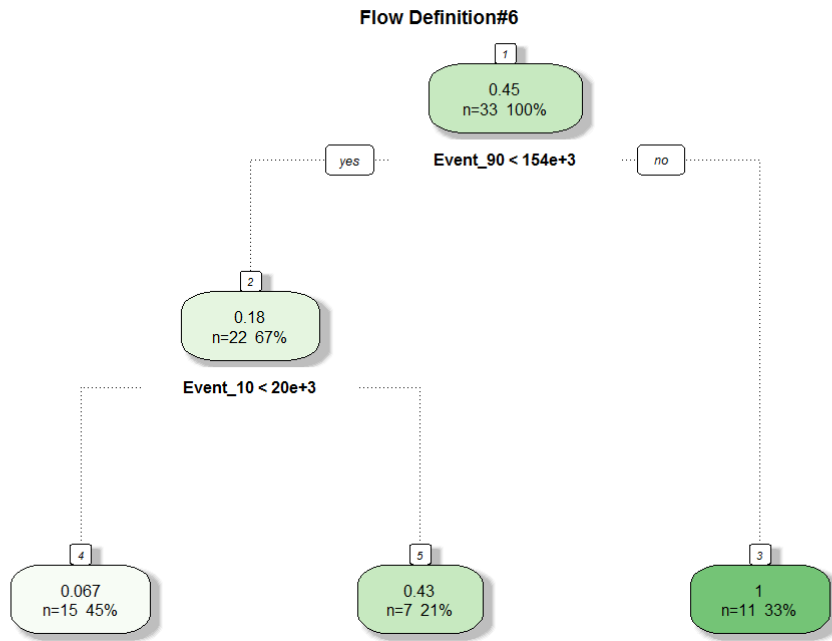 Flow Definition#6
1
0.45
n=33 100%
yes
Event_90 < 154e+3
no
2
0.18
n=22 67%
Event_10 < 20e+3
4
0.067
n=15 45%
5
0.43
n=7 21%
3
1
n=11 33%